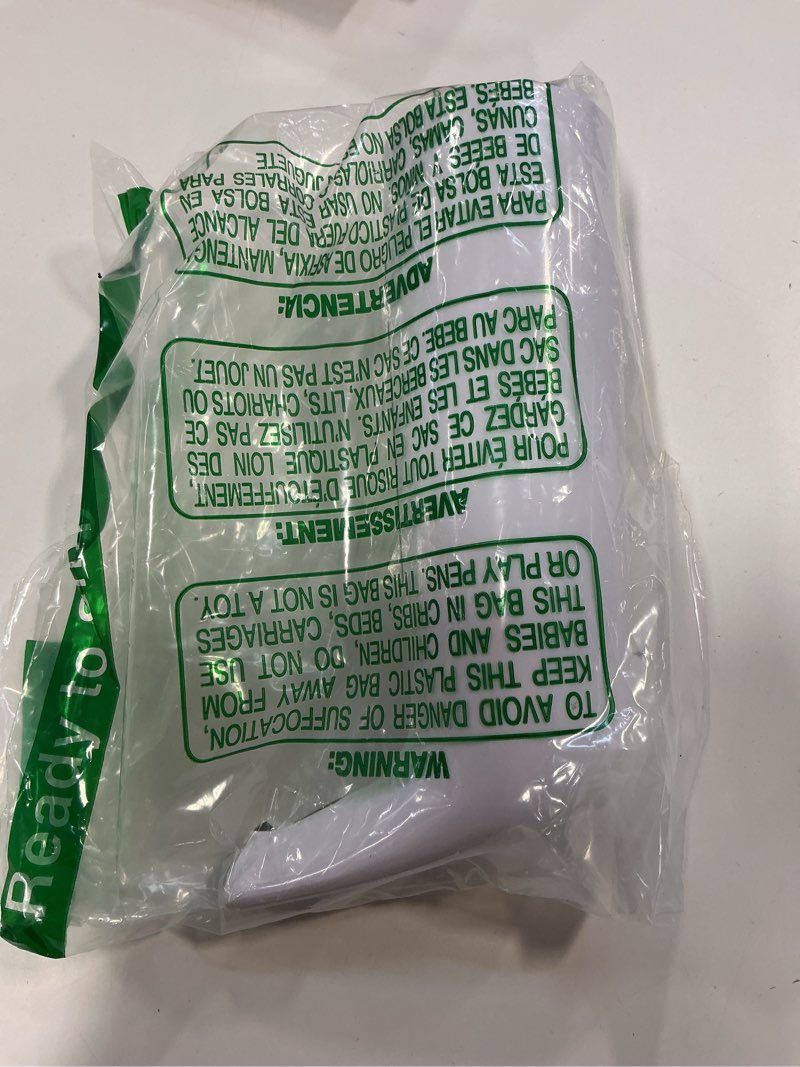 WARNING:
TO AVOID DANGER OF SUFFOCATION,
KEEP THIS PLASTIC BAG AWAY FROM
BABIES AND CHILDREN, DO NOT USE
THIS BAG IN CRIBS, BEDS, CARRIAGES
OR PLAY PENS. THIS BAG IS NOT A TOY.
AVERTISSEMENT:
POUR ÉVITER TOUT RISQUE D'ÉTOUFFEMENT,
GARDEZ CE SAC EN PLASTIQUE LOIN DES
BÉBÉS ET LES ENFANTS. N'UTILISEZ PAS CE
SAC DANS LES BERCEAUX, LITS, CHARIOTS OU
PARC AU BEBE. CE SAC N'EST PAS UN JOUET.
ADVERTENCIA:
PARA EVITAR EL PELIGRO DE ASFIXIA, MANTENG
ESTA BOLSA DE PLASTICO FUERA DEL ALCANCE
DE BEBES Y NIÑOS. NO USAR ESTA BOLSA EN
CUNAS, CAMAS, CARRIOLAS CORRALES PARA
BEBÉS. ESTA BOLSA NO JUGUETE
Ready to